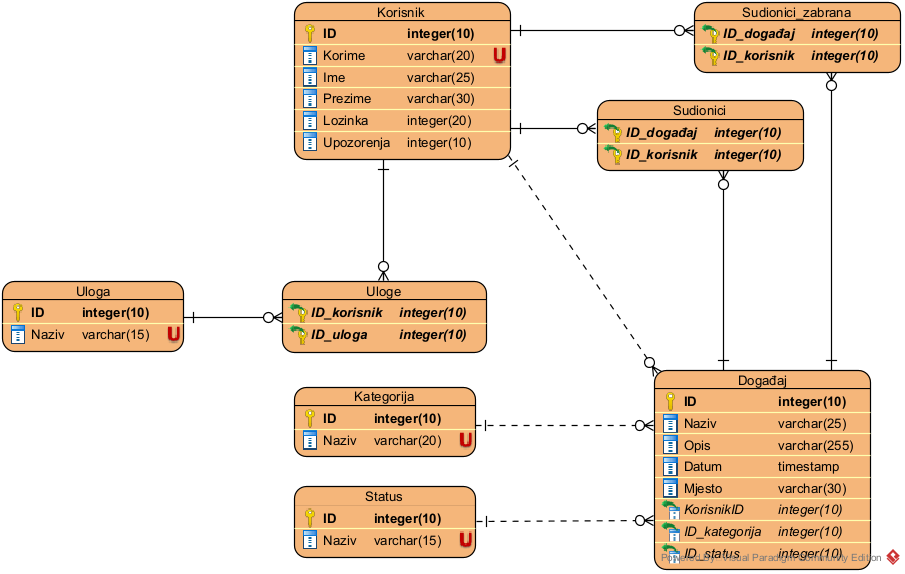 Korisnik
ID integer(10)
Korime varchar(20) U
Ime varchar(25)
Prezime varchar(30)
Lozinka integer(20)
Upozorenja integer(10)
Sudionici_zabrana
ID_događaj integer(10)
ID_korisnik integer(10)
Sudionici
ID_događaj integer(10)
ID_korisnik integer(10)
Uloga
ID integer(10)
Naziv varchar(15) U
Uloge
ID_korisnik integer(10)
ID_uloga integer(10)
Kategorija
ID integer(10)
Naziv varchar(20) U
Status
ID integer(10)
Naziv varchar(15) U
Događaj
ID integer(10)
Naziv varchar(25)
Opis varchar(255)
Datum timestamp
Mjesto varchar(30)
KorisnikID integer(10)
ID_kategorija integer(10)
ID_status integer(10)
Powered By: Visual Paradigm Community Edition